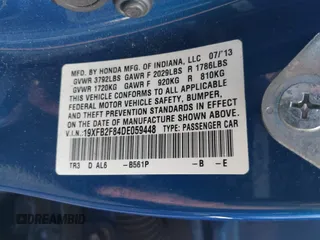 MFD. BY HONDA MFG. OF INDIANA, LLC 07/13
GVWR 3792LBS GAWR F 2029LBS R 1786LBS
GVWR 1720KG GAWR F 920KG R 810KG
THIS VEHICLE CONFORMS TO ALL APPLICABLE
FEDERAL MOTOR VEHICLE SAFETY, BUMPER,
AND THEFT PREVENTION STANDARDS IN EFFECT
ON THE DATE OF MANUFACTURE SHOWN ABOVE.
V.I.N: 19XFB2F84DE059448 TYPE: PASSENGER CAR
TR3 D AL6 -B561P -B -E
DREAMBID